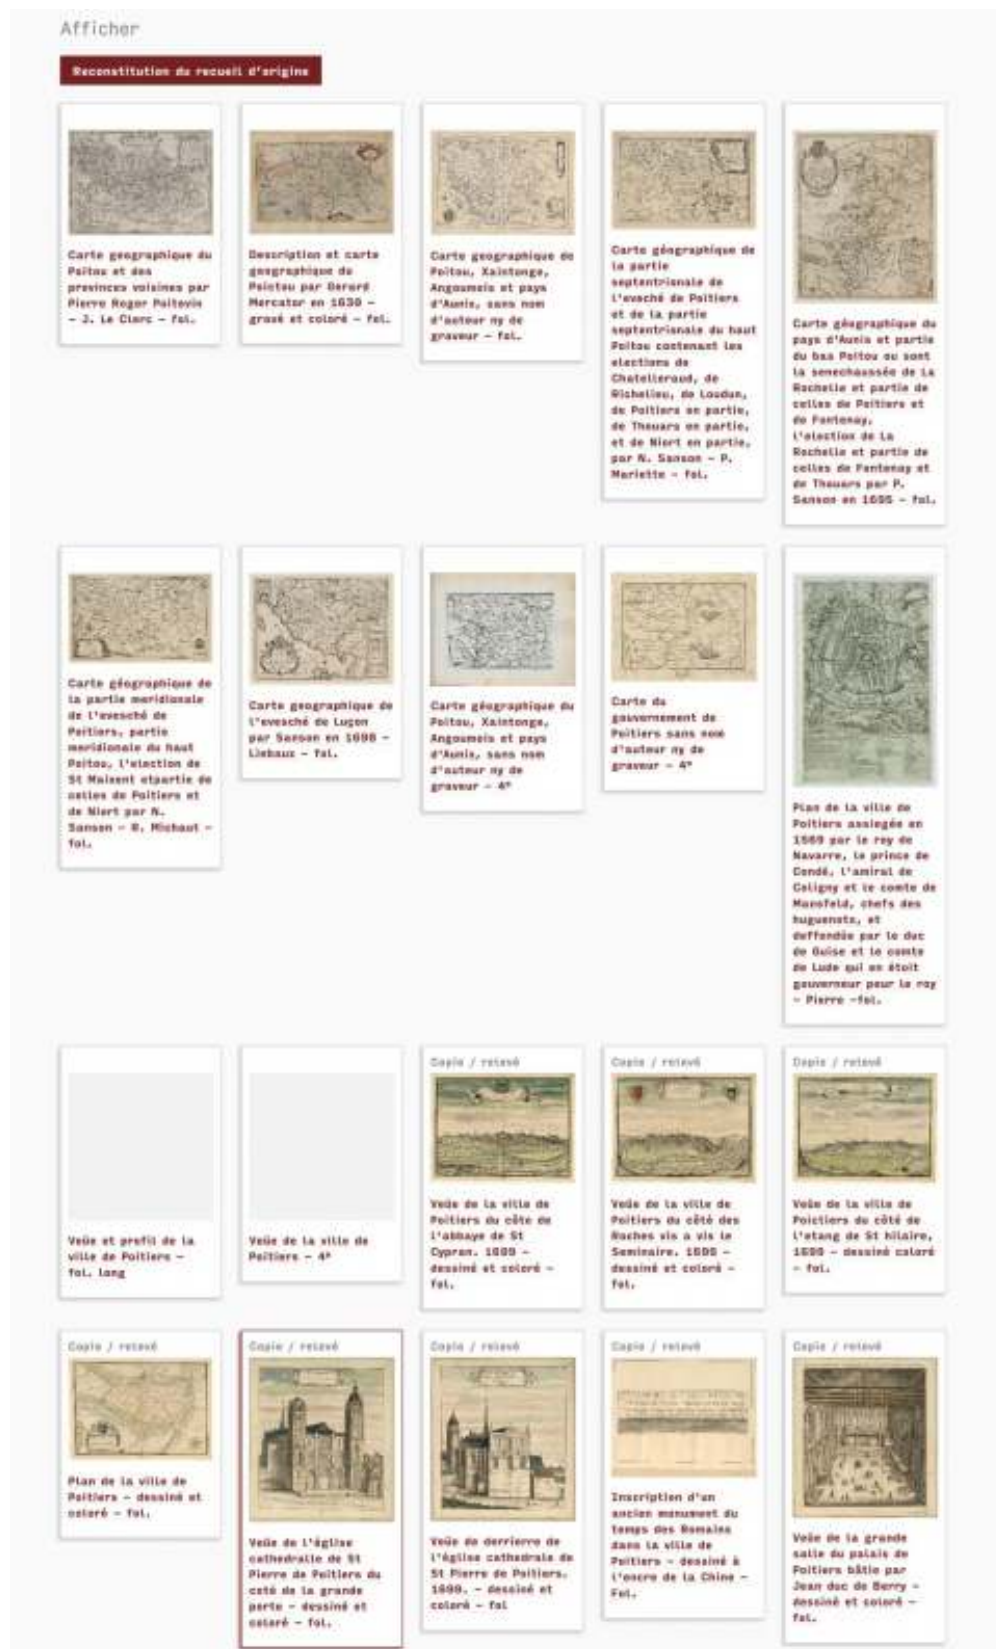 Afficher
Reconstitution du recueil d'origine
Carte geographique du
Poitou et des
provinces voisines par
Pierre Roger Poitevin
– J. Le Clerc – fol.
Description et carte
geographique du
Poictou par Gerard
Mercator en 1630 –
gravé et coloré – fol.
Carte geographique de
Poitou, Xaintonge,
Angoumois et pays
d'Aunis, sans nom
d'auteur ny de
graveur – fol.
Carte géographique de
la partie
septentrionale de
l'evesché de Poitiers
et de la partie
septentrionale du haut
Poitou contenant les
elections de
Chatelleraud, de
Richelieu, de Loudun,
de Poitiers en partie,
de Thouars en partie,
et de Niort en partie,
par N. Sanson – P.
Mariette – fol.
Carte géographique du
pays d'Aunis et partie
du bas Poitou ou sont
la senechaussée de La
Rochelle et partie de
celles de Poitiers et
de Fontenay,
l'election de La
Rochelle et partie de
celles de Fontenay et
de Thouars par P.
Sanson en 1695 – fol.
Carte géographique de
la partie meridionale
de l'evesché de
Poitiers, partie
meridionale du haut
Poitou, l'election de
St Maixent etpartie de
celles de Poitiers et
de Niort par N.
Sanson – R. Michaut –
fol.
Carte geographique de
l'evesché de Luçon
par Sanson en 1696 –
Liebaux – fol.
Carte géographique du
Poitou, Xaintonge,
Angoumois et pays
d'Aunis, sans nom
d'auteur ny de
graveur – 4°
Carte du
gouvernement de
Poitiers sans nom
d'auteur ny de
graveur – 4°
Plan de la ville de
Poitiers assiegée en
1569 par le roy de
Navarre, le prince de
Condé, l'amiral de
Coligny et le comte de
Mansfeld, chefs des
huguenots, et
deffendüe par le duc
de Guise et le comte
de Lude qui en étoit
gouverneur pour le roy
– Pierre –fol.
Veüe et profil de la
ville de Poitiers –
fol. long
Veüe de la ville de
Poitiers – 4°
Copie / relevé
Veüe de la ville de
Poitiers du côte de
l'abbaye de St
Cypran. 1699 –
dessiné et coloré –
fol.
Copie / relevé
Veüe de la ville de
Poitiers du côté des
Roches vis a vis le
Seminaire. 1699 –
dessiné et coloré –
fol.
Copie / relevé
Veüe de la ville de
Poictiers du côté de
l'etang de St hilaire.
1699 – dessiné coloré
– fol.
Copie / relevé
Plan de la ville de
Poitiers – dessiné et
coloré – fol.
Copie / relevé
Veüe de l'église
cathedralle de St
Pierre de Poitiers du
coté de la grande
porte – dessiné et
coloré – fol.
Copie / relevé
Veüe de derrierre de
l'église cathedrale de
St Pierre de Poitiers.
1699. – dessiné et
coloré – fol
Copie / relevé
Inscription d'un
ancien monument du
temps des Romains
dans la ville de
Poitiers – dessiné à
l'encre de la Chine –
Fol.
Copie / relevé
Veüe de la grande
salle du palais de
Poitiers bâtie par
Jean duc de Berry –
dessiné et coloré –
fol.